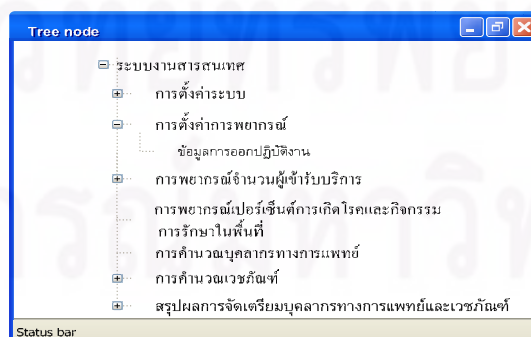 Tree node
ระบบงานสารสนเทศ
การตั้งค่าระบบ
การตั้งค่าการพยากรณ์
ข้อมูลการออกปฏิบัติงาน
การพยากรณ์จำนวนผู้เข้ารับบริการ
การพยากรณ์เปอร์เซ็นต์การเกิดโรคและกิจกรรม
การรักษาในพื้นที่
การคำนวณบุคลากรทางการแพทย์
การคำนวณเวชภัณฑ์
สรุปผลการจัดเตรียมบุคลากรทางการแพทย์และเวชภัณฑ์
Status bar